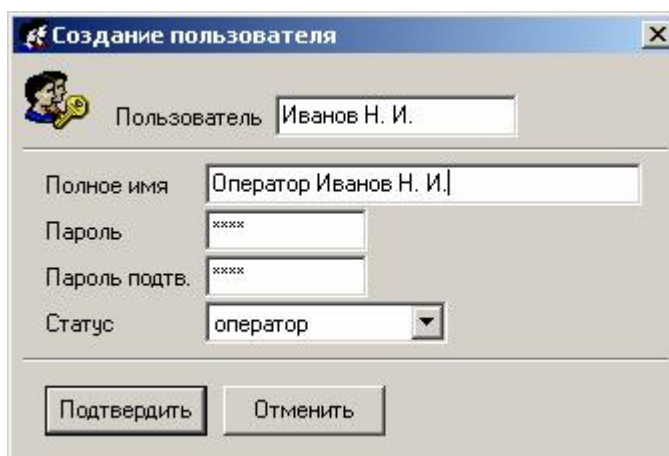 Создание пользователя
Пользователь Иванов Н. И.
Полное имя Оператор Иванов Н. И.
Пароль ****
Пароль подтв. ****
Статус оператор
Подтвердить Отменить